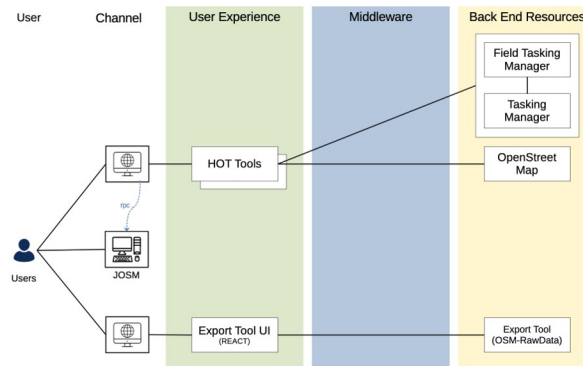 User
Channel
User Experience
Middleware
Back End Resources
Field Tasking
Manager
Tasking
Manager
HOT Tools
OpenStreet
Map
rpc
JOSM
Users
Export Tool UI
(REACT)
Export Tool
(OSM-RawData)